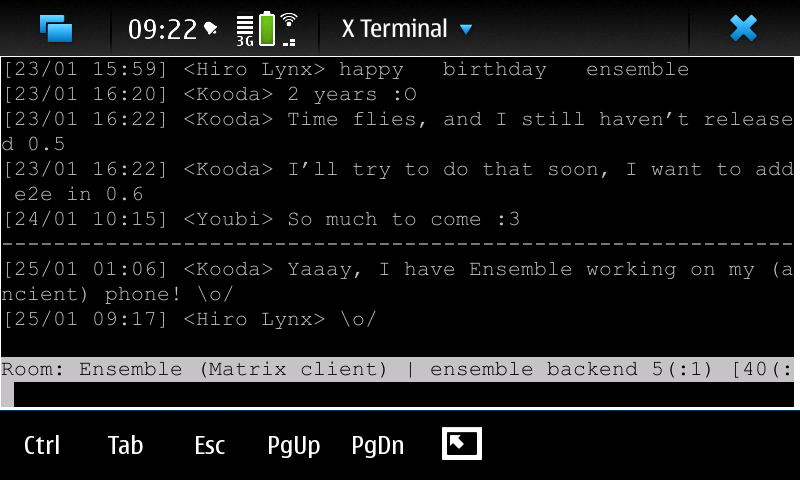 09:22 3G X Terminal
[23/01 15:59] <Hiro Lynx> happy   birthday   ensemble
[23/01 16:20] <Kooda> 2 years :O
[23/01 16:22] <Kooda> Time flies, and I still haven’t release
d 0.5
[23/01 16:22] <Kooda> I’ll try to do that soon, I want to add
 e2e in 0.6
[24/01 10:15] <Youbi> So much to come :3
-------------------------------------------------------------
[25/01 01:06] <Kooda> Yaaay, I have Ensemble working on my (a
ncient) phone! \o/
[25/01 09:17] <Hiro Lynx> \o/
Room: Ensemble (Matrix client) | ensemble backend 5(:1) [40(:
Ctrl Tab Esc PgUp PgDn